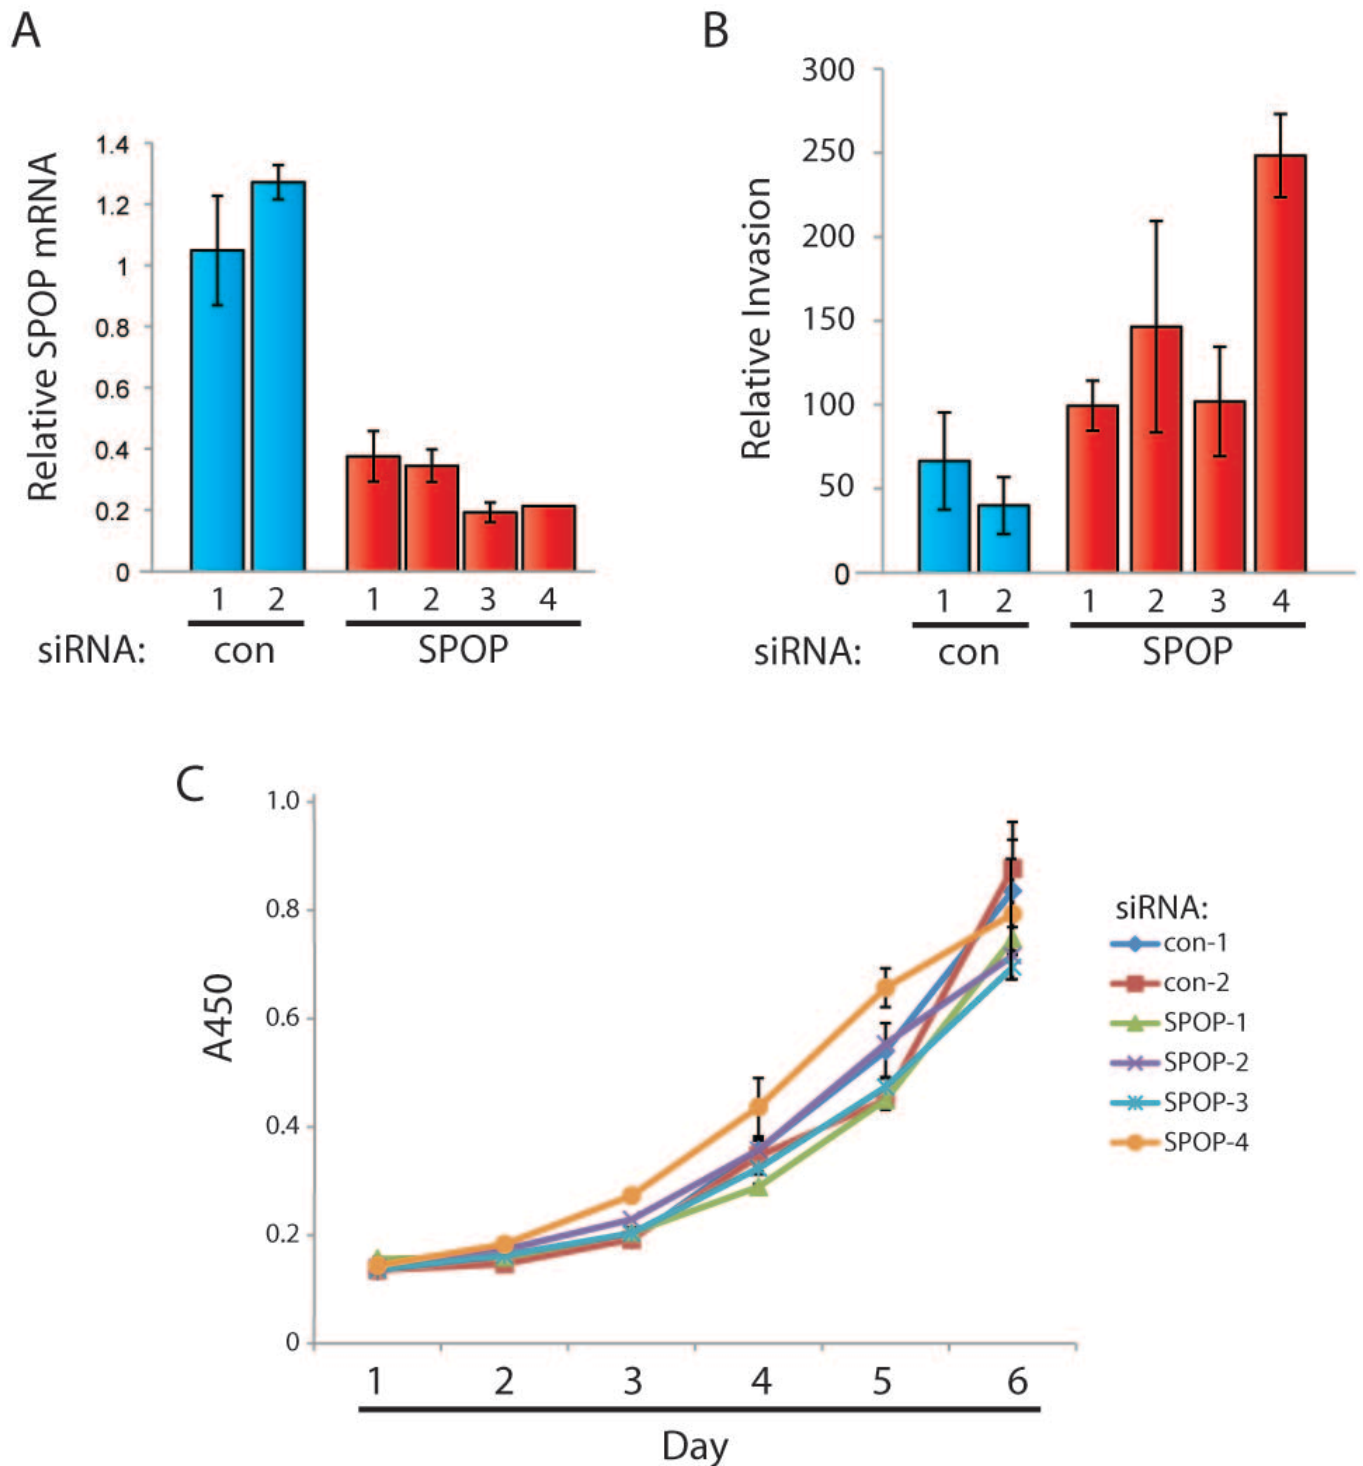 A
Relative SPOP mRNA
1.4
1.2
1
0.8
0.6
0.4
0.2
0
1 2 1 2 3 4
siRNA: con SPOP
B
Relative Invasion
300
250
200
150
100
50
0
1 2 1 2 3 4
siRNA: con SPOP
C
A450
1.0
0.8
0.6
0.4
0.2
0
1 2 3 4 5 6
Day
siRNA:
con-1
con-2
SPOP-1
SPOP-2
SPOP-3
SPOP-4